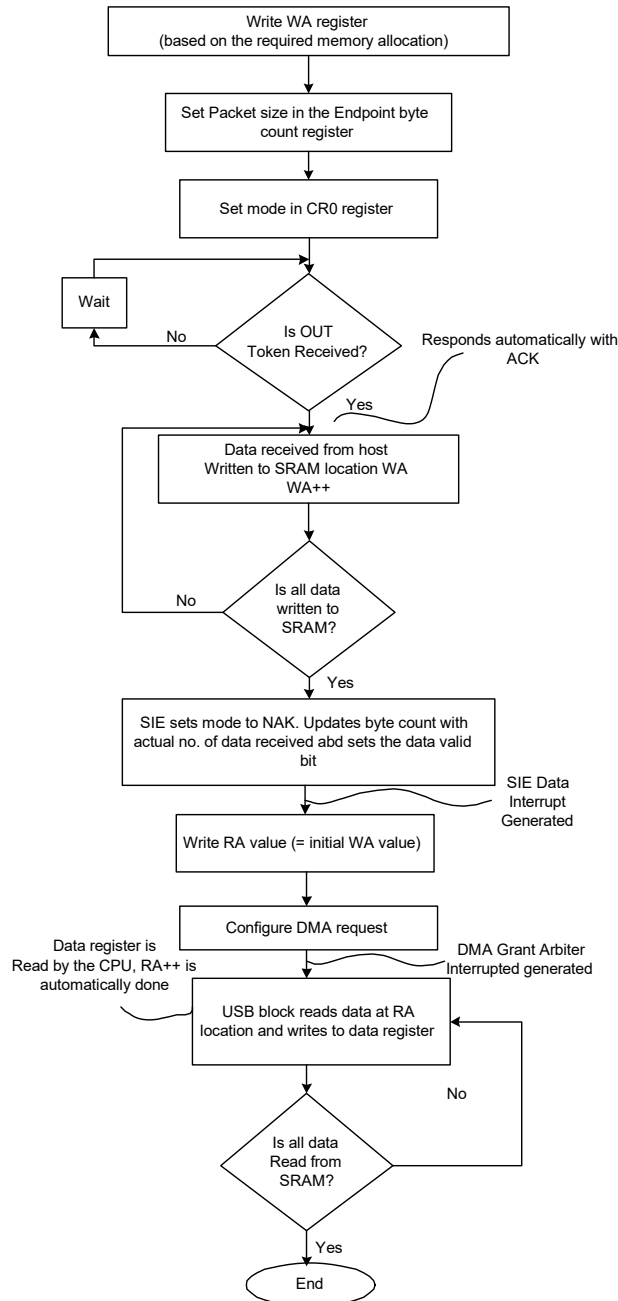 Write WA register
(based on the required memory allocation)
Set Packet size in the Endpoint byte
count register
Set mode in CR0 register
Wait
No
Is OUT
Token Received?
Responds automatically with
ACK
Yes
Data received from host
Written to SRAM location WA
WA++
No
Is all data
written to
SRAM?
Yes
SIE sets mode to NAK. Updates byte count with
actual no. of data received abd sets the data valid
bit
SIE Data
Interrupt
Generated
Write RA value (= initial WA value)
Configure DMA request
Data register is
Read by the CPU, RA++ is
automatically done
DMA Grant Arbiter
Interrupted generated
USB block reads data at RA
location and writes to data register
No
Is all data
Read from
SRAM?
Yes
End